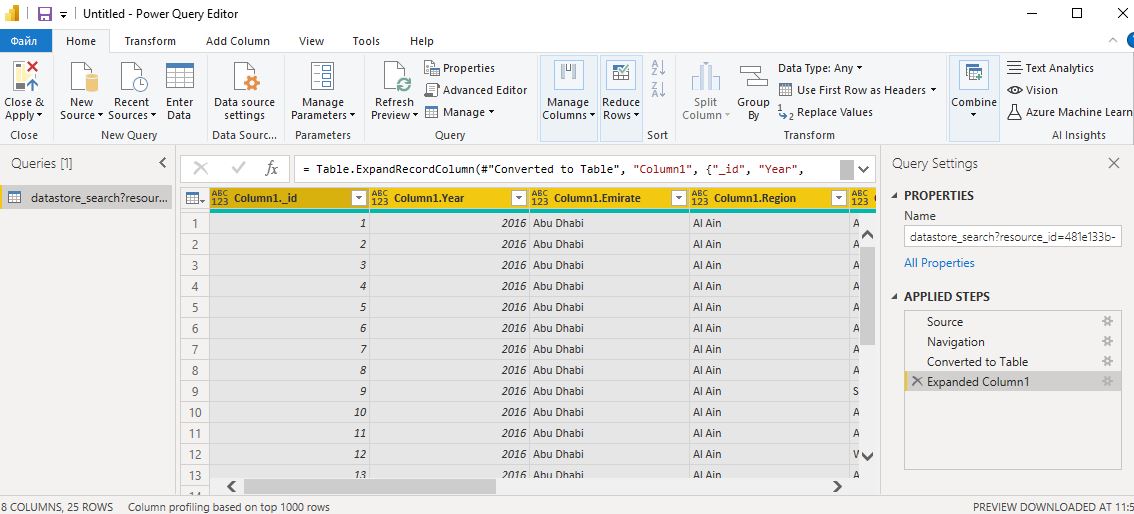 Untitled - Power Query Editor
Файл Home Transform Add Column View Tools Help
Close & Apply
New Source
Recent Sources
Enter Data
Data source settings
Manage Parameters
Refresh Preview
Properties
Advanced Editor
Manage
Manage Columns
Reduce Rows
Split Column
Group By
Data Type: Any
Use First Row as Headers
Replace Values
Combine
Text Analytics
Vision
Azure Machine Learn
Close New Query Data Sourc... Parameters Query Sort Transform AI Insights
Queries [1]
datastore_search?resour...
= Table.ExpandRecordColumn(#"Converted to Table", "Column1", {"_id", "Year",
ABC 123 Column1._id ABC 123 Column1.Year ABC 123 Column1.Emirate ABC 123 Column1.Region ABC 123
1 1 2016 Abu Dhabi Al Ain A
2 2 2016 Abu Dhabi Al Ain A
3 3 2016 Abu Dhabi Al Ain A
4 4 2016 Abu Dhabi Al Ain A
5 5 2016 Abu Dhabi Al Ain A
6 6 2016 Abu Dhabi Al Ain A
7 7 2016 Abu Dhabi Al Ain A
8 8 2016 Abu Dhabi Al Ain A
9 9 2016 Abu Dhabi Al Ain S
10 10 2016 Abu Dhabi Al Ain A
11 11 2016 Abu Dhabi Al Ain A
12 12 2016 Abu Dhabi Al Ain
13 13 2016 Abu Dhabi Al Ain A
Query Settings
PROPERTIES
Name
datastore_search?resource_id=481e133b-
All Properties
APPLIED STEPS
Source
Navigation
Converted to Table
Expanded Column1
8 COLUMNS, 25 ROWS Column profiling based on top 1000 rows PREVIEW DOWNLOADED AT 11:5